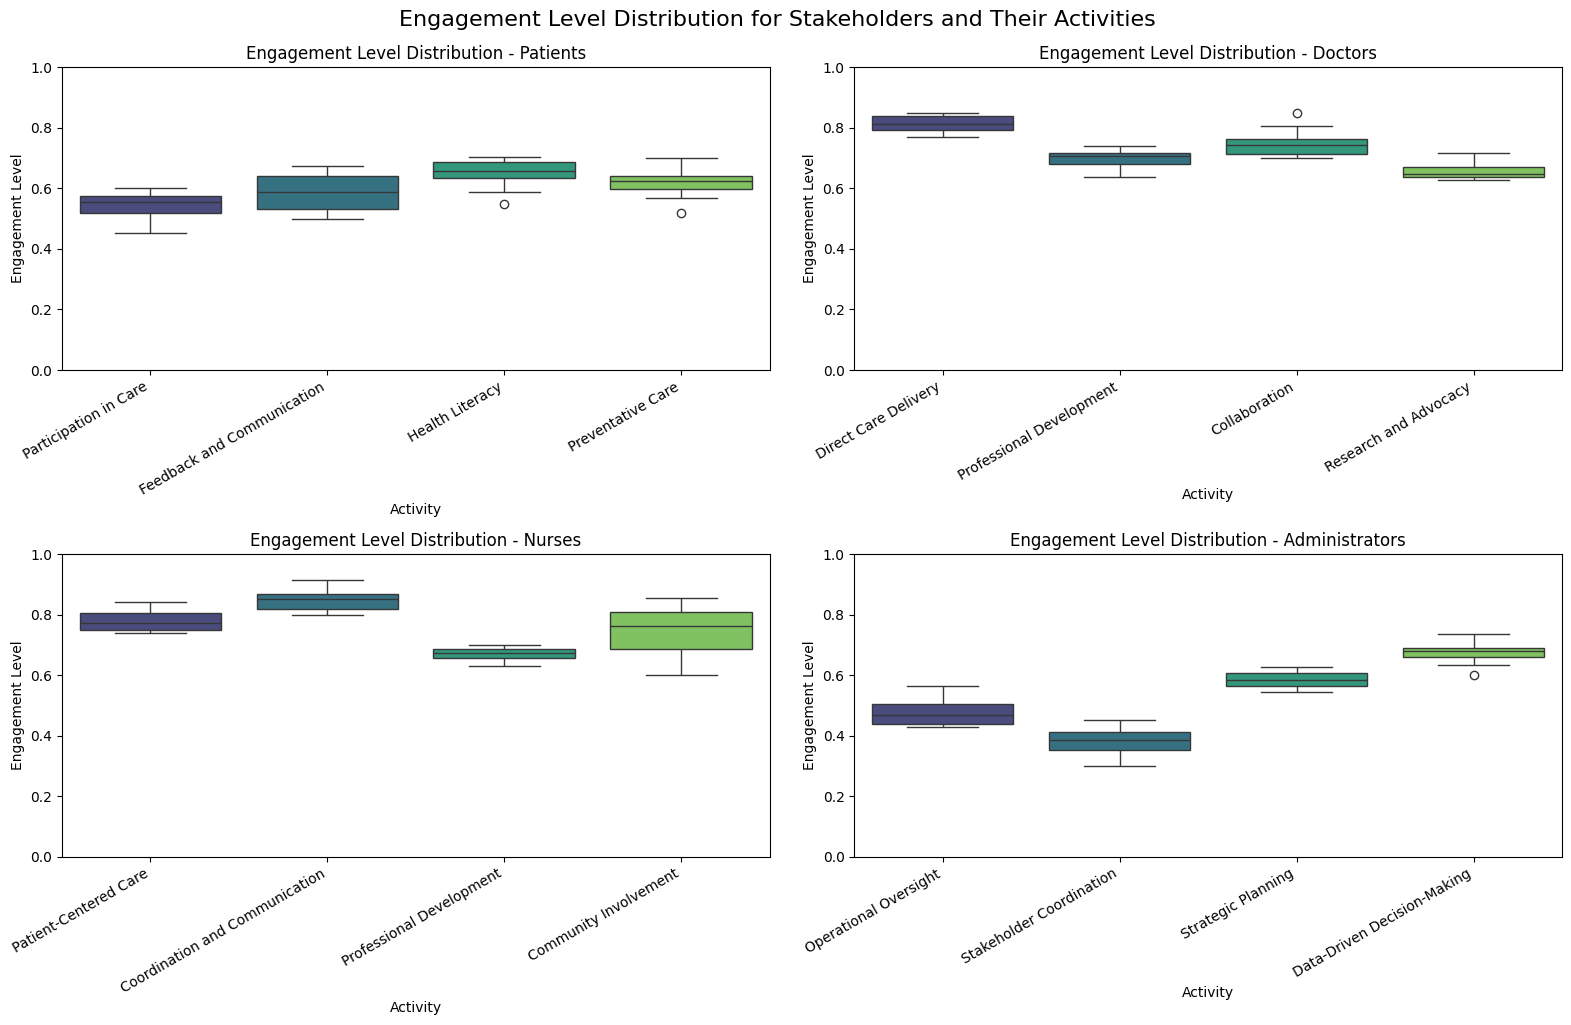 Engagement Level Distribution for Stakeholders and Their Activities
Engagement Level Distribution - Patients
1.0
0.8
0.6
0.4
0.2
0.0
Engagement Level
Participation in Care
Feedback and Communication
Health Literacy
Preventative Care
Activity
Engagement Level Distribution - Doctors
1.0
0.8
0.6
0.4
0.2
0.0
Engagement Level
Direct Care Delivery
Professional Development
Collaboration
Research and Advocacy
Activity
Engagement Level Distribution - Nurses
1.0
0.8
0.6
0.4
0.2
0.0
Engagement Level
Patient-Centered Care
Coordination and Communication
Professional Development
Community Involvement
Activity
Engagement Level Distribution - Administrators
1.0
0.8
0.6
0.4
0.2
0.0
Engagement Level
Operational Oversight
Stakeholder Coordination
Strategic Planning
Data-Driven Decision-Making
Activity